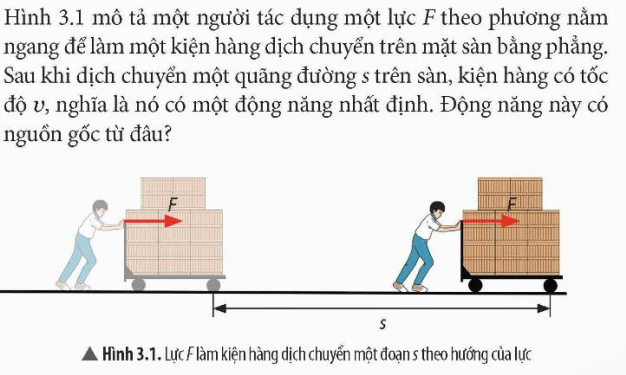 Hình 3.1 mô tả một người tác dụng một lực F theo phương nằm
ngang để làm một kiện hàng dịch chuyển trên mặt sàn bằng phẳng.
Sau khi dịch chuyển một quãng đường s trên sàn, kiện hàng có tốc
độ υ, nghĩa là nó có một động năng nhất định. Động năng này có
nguồn gốc từ đâu?
F
F
s
▲ Hình 3.1. Lực F làm kiện hàng dịch chuyển một đoạn s theo hướng của lực